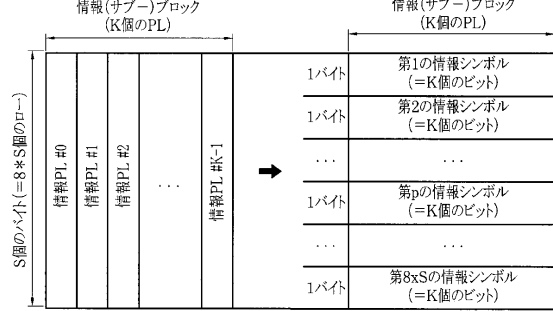 情報(サブー)ブロック
(K個のPL)
情報(サブー)ブロック
(K個のPL)
S個のバイト(=8*S個のロー)
情報PL #0
情報PL #1
情報PL #2
...
情報PL #K-1
1バイト
第1の情報シンボル
(=K個のビット)
1バイト
第2の情報シンボル
(=K個のビット)
...
...
1バイト
第pの情報シンボル
(=K個のビット)
...
...
1バイト
第8xSの情報シンボル
(=K個のビット)